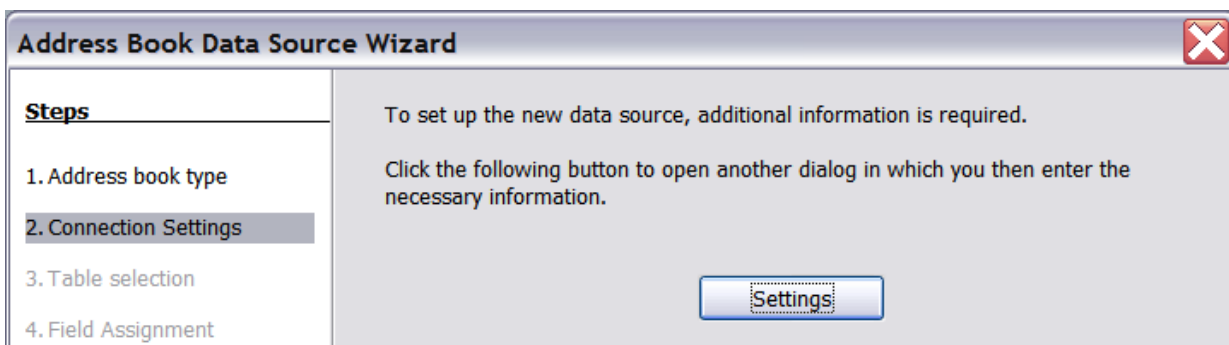 Address Book Data Source Wizard
Steps
1. Address book type
2. Connection Settings
3. Table selection
4. Field Assignment
To set up the new data source, additional information is required.
Click the following button to open another dialog in which you then enter the
necessary information.
Settings